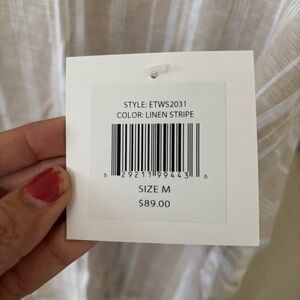 STYLE: ETWS2031
COLOR: LINEN STRIPE
6 29211 99443 6
SIZE M
$89.00